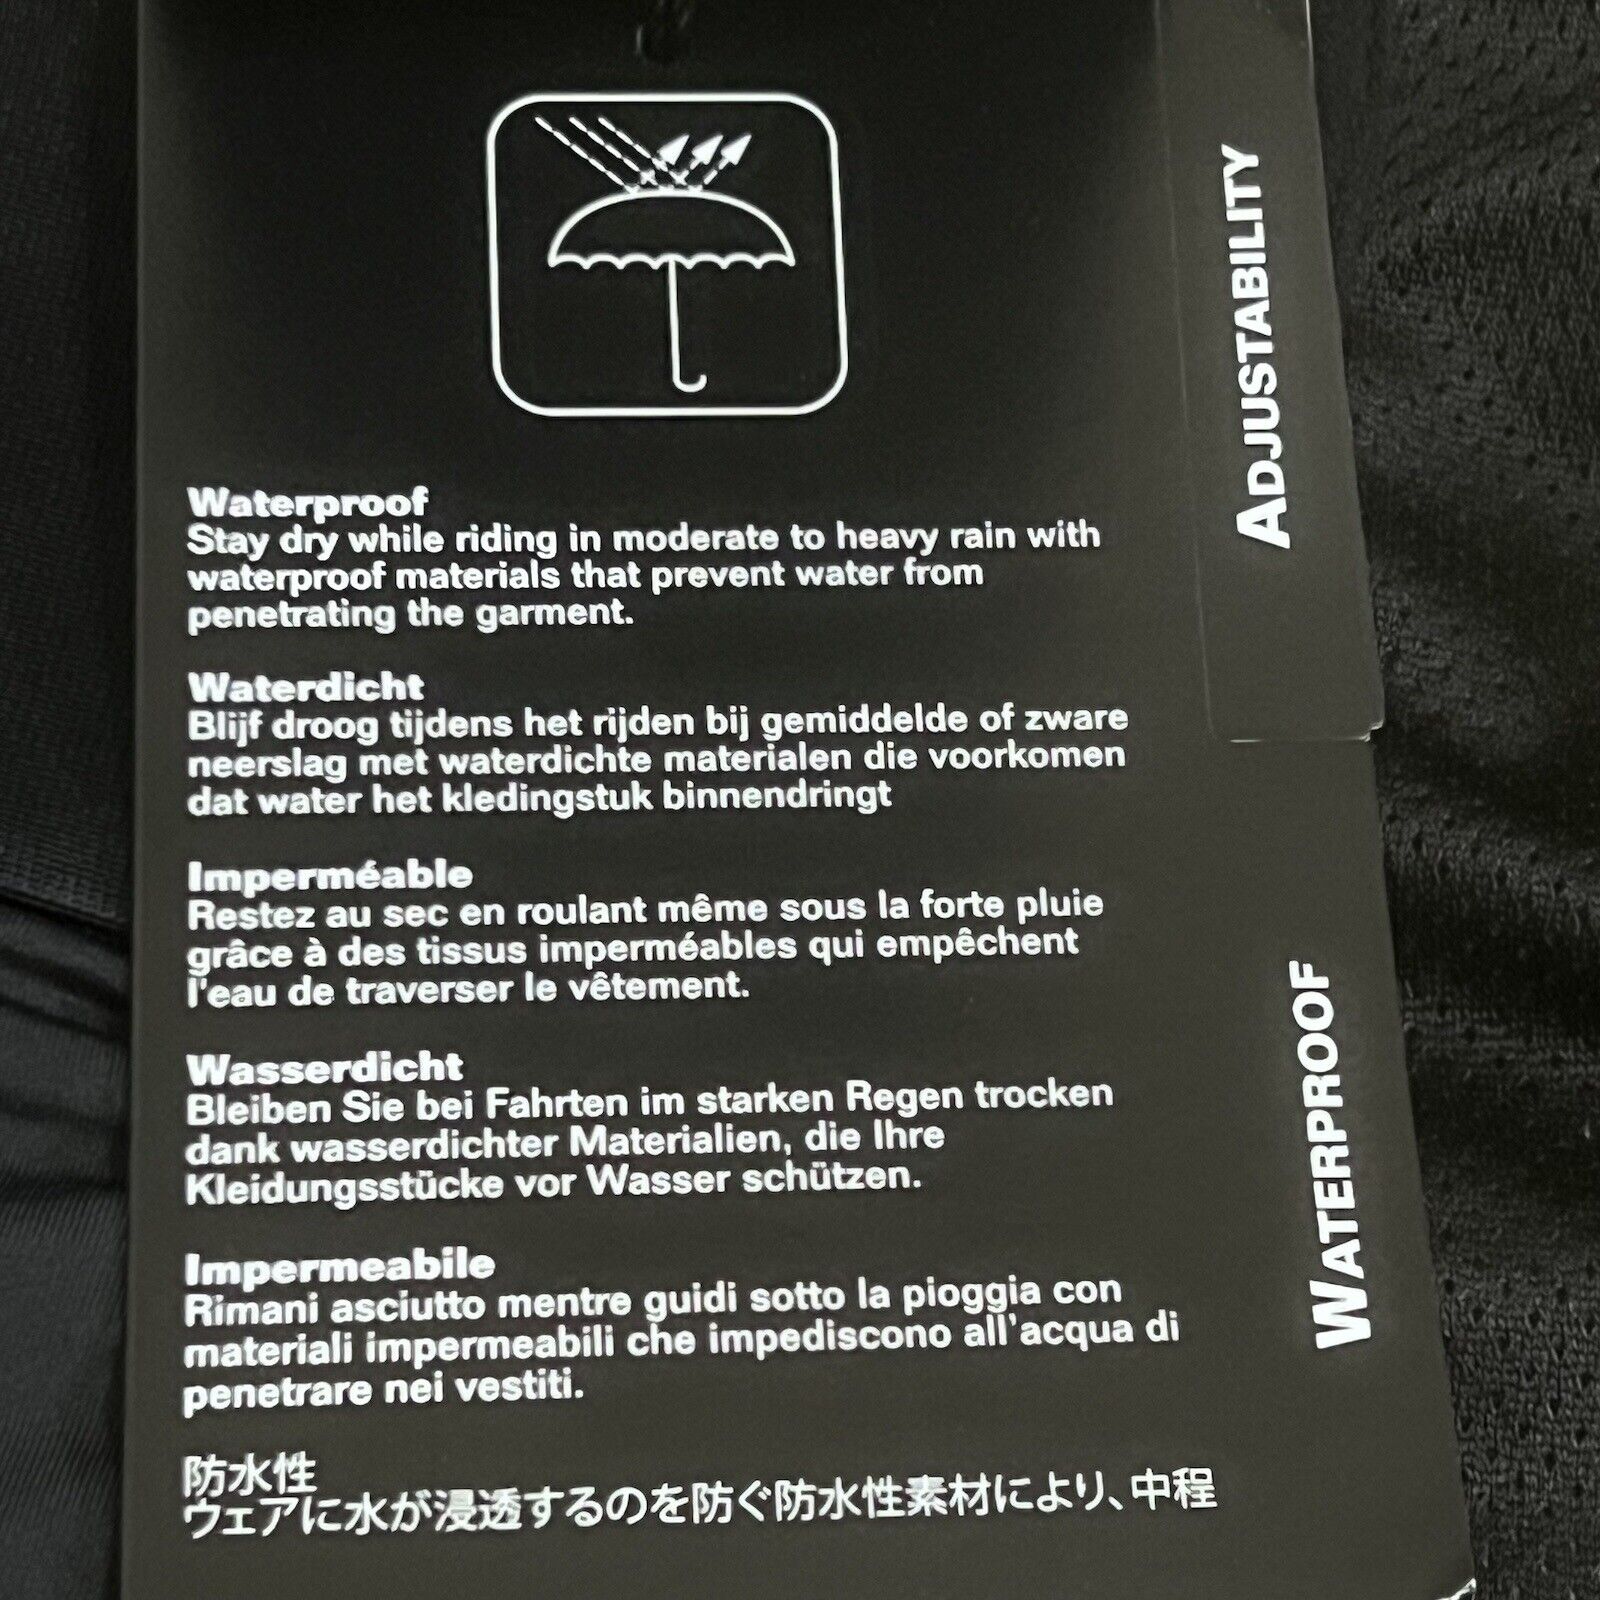 Waterproof
Stay dry while riding in moderate to heavy rain with
waterproof materials that prevent water from
penetrating the garment.
Waterdicht
Blijf droog tijdens het rijden bij gemiddelde of zware
neerslag met waterdichte materialen die voorkomen
dat water het kledingstuk binnendringt
Imperméable
Restez au sec en roulant même sous la forte pluie
grâce à des tissus imperméables qui empêchent
l'eau de traverser le vêtement.
Wasserdicht
Bleiben Sie bei Fahrten im starken Regen trocken
dank wasserdichter Materialien, die Ihre
Kleidungsstücke vor Wasser schützen.
Impermeabile
Rimani asciutto mentre guidi sotto la pioggia con
materiali impermeabili che impediscono all'acqua di
penetrare nei vestiti.
防水性
ウェアに水が浸透するのを防ぐ防水性素材により、中程
ADJUSTABILITY
WATERPROOF